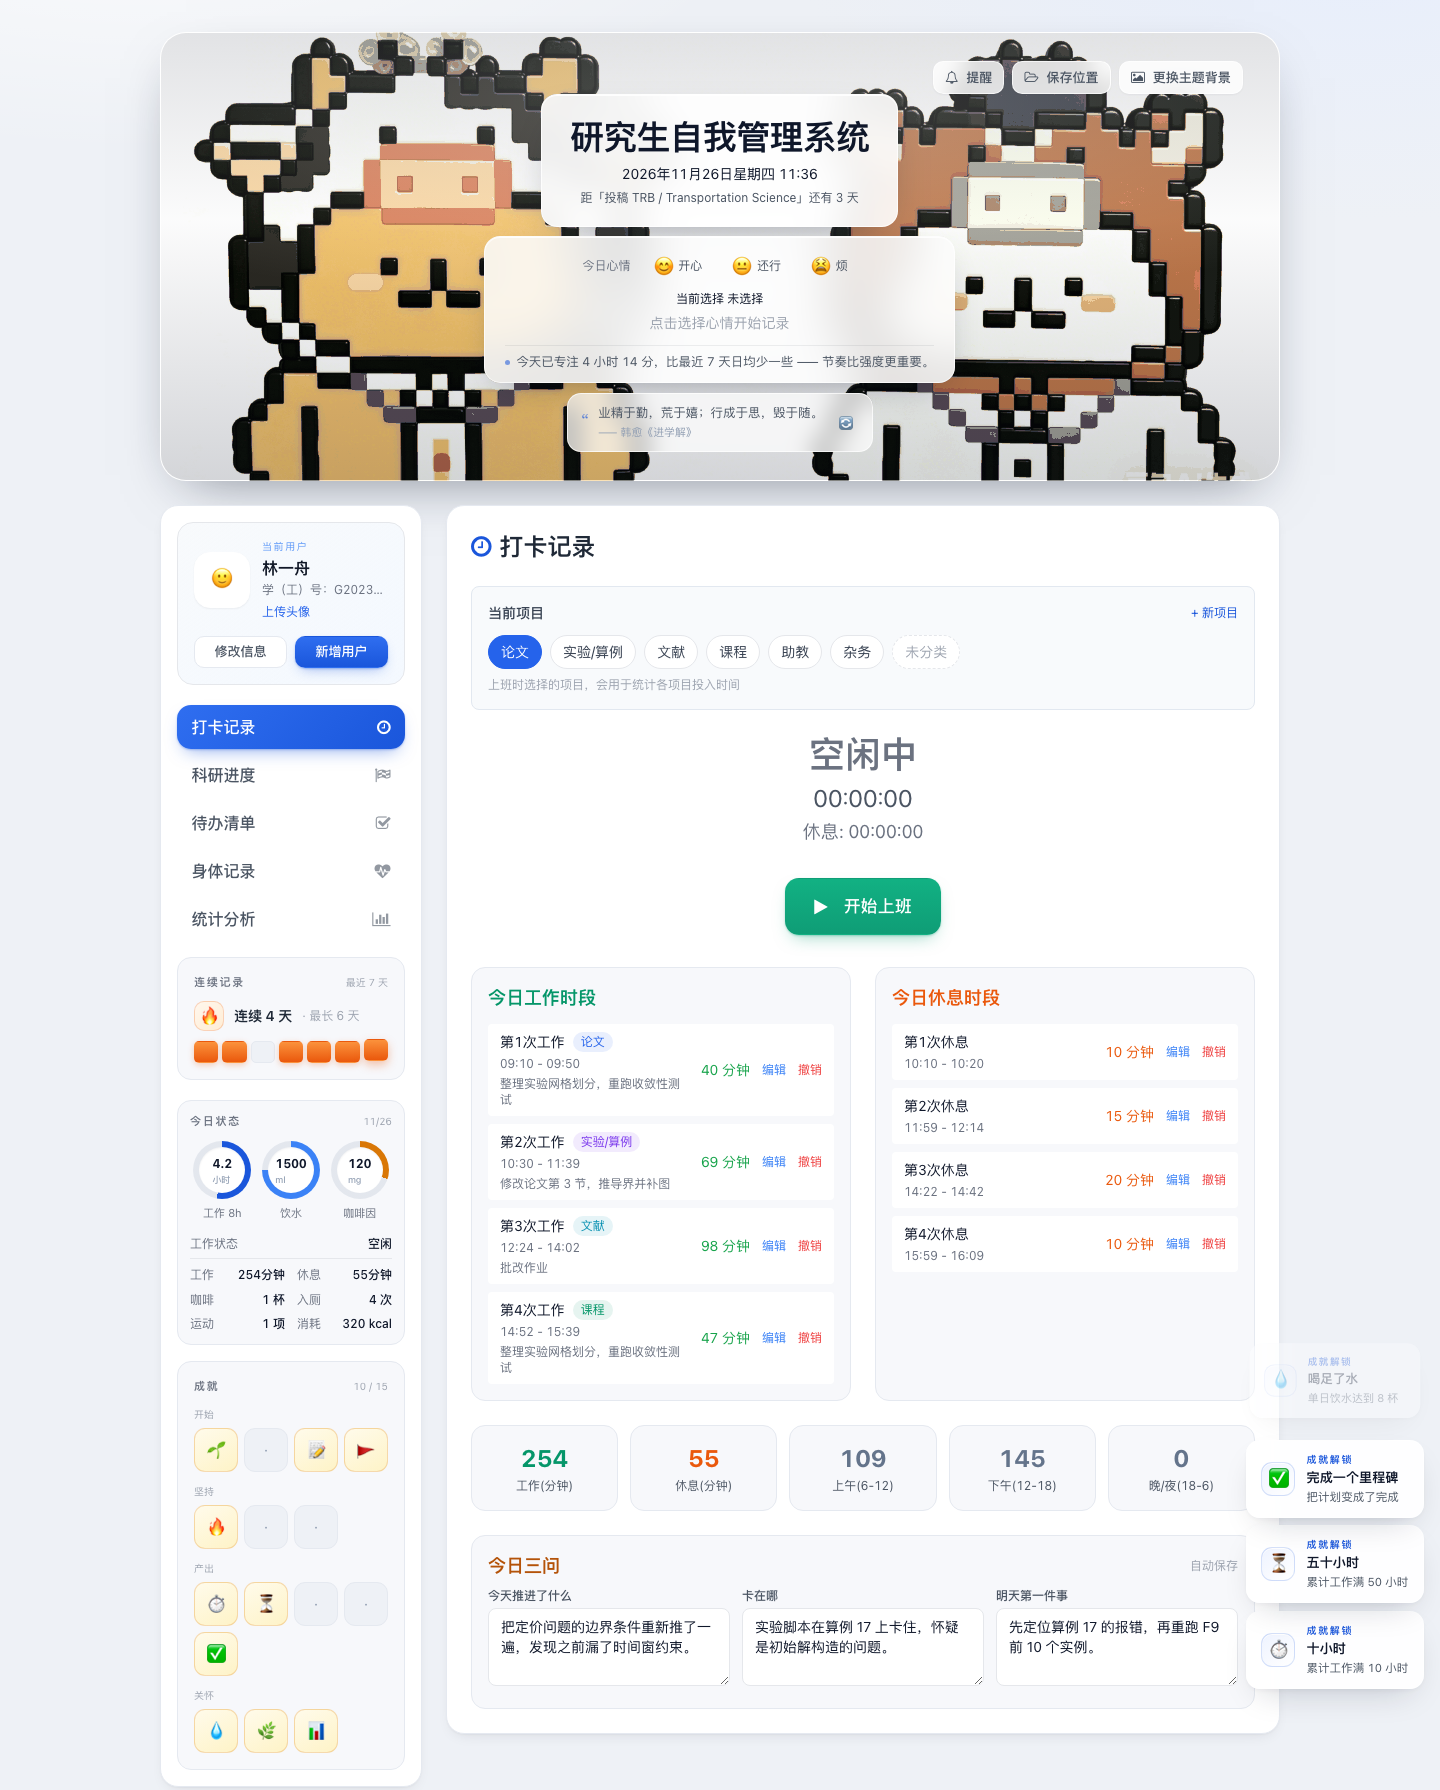 提醒
保存位置
更换主题背景
研究生自我管理系统
2026年11月26日星期四 11:36
距「投稿 TRB / Transportation Science」还有 3 天
今日心情
开心
还行
烦
当前选择 未选择
点击选择心情开始记录
今天已专注 4 小时 14 分，比最近 7 天日均少一些 —— 节奏比强度更重要。
“ 业精于勤，荒于嬉；行成于思，毁于随。
—— 韩愈《进学解》
当前用户
林一舟
学（工）号：G2023...
上传头像
修改信息
新增用户
打卡记录
科研进度
待办清单
身体记录
统计分析
连续记录
最近 7 天
连续 4 天 · 最长 6 天
今日状态
11/26
4.2
小时
1500
ml
120
mg
工作 8h
饮水
咖啡因
工作状态
空闲
工作 254分钟 休息 55分钟
咖啡 1 杯 入厕 4 次
运动 1 项 消耗 320 kcal
成就
10 / 15
开始
坚持
产出
关怀
打卡记录
当前项目
+ 新项目
论文
实验/算例
文献
课程
助教
杂务
未分类
上班时选择的项目，会用于统计各项目投入时间
空闲中
00:00:00
休息: 00:00:00
开始上班
今日工作时段
第1次工作 论文
09:10 - 09:50
整理实验网格划分，重跑收敛性测
试
40 分钟 编辑 撤销
第2次工作 实验/算例
10:30 - 11:39
修改论文第 3 节，推导界并补图
69 分钟 编辑 撤销
第3次工作 文献
12:24 - 14:02
批改作业
98 分钟 编辑 撤销
第4次工作 课程
14:52 - 15:39
整理实验网格划分，重跑收敛性测
试
47 分钟 编辑 撤销
今日休息时段
第1次休息
10:10 - 10:20
10 分钟 编辑 撤销
第2次休息
11:59 - 12:14
15 分钟 编辑 撤销
第3次休息
14:22 - 14:42
20 分钟 编辑 撤销
第4次休息
15:59 - 16:09
10 分钟 编辑 撤销
254
工作(分钟)
55
休息(分钟)
109
上午(6-12)
145
下午(12-18)
0
晚/夜(18-6)
今日三问
自动保存
今天推进了什么
把定价问题的边界条件重新推了一
遍，发现之前漏了时间窗约束。
卡在哪
实验脚本在算例 17 上卡住，怀疑
是初始解构造的问题。
明天第一件事
先定位算例 17 的报错，再重跑 F9
前 10 个实例。
成就解锁
喝足了水
单日饮水达到 8 杯
成就解锁
完成一个里程碑
把计划变成了完成
成就解锁
五十小时
累计工作满 50 小时
成就解锁
十小时
累计工作满 10 小时